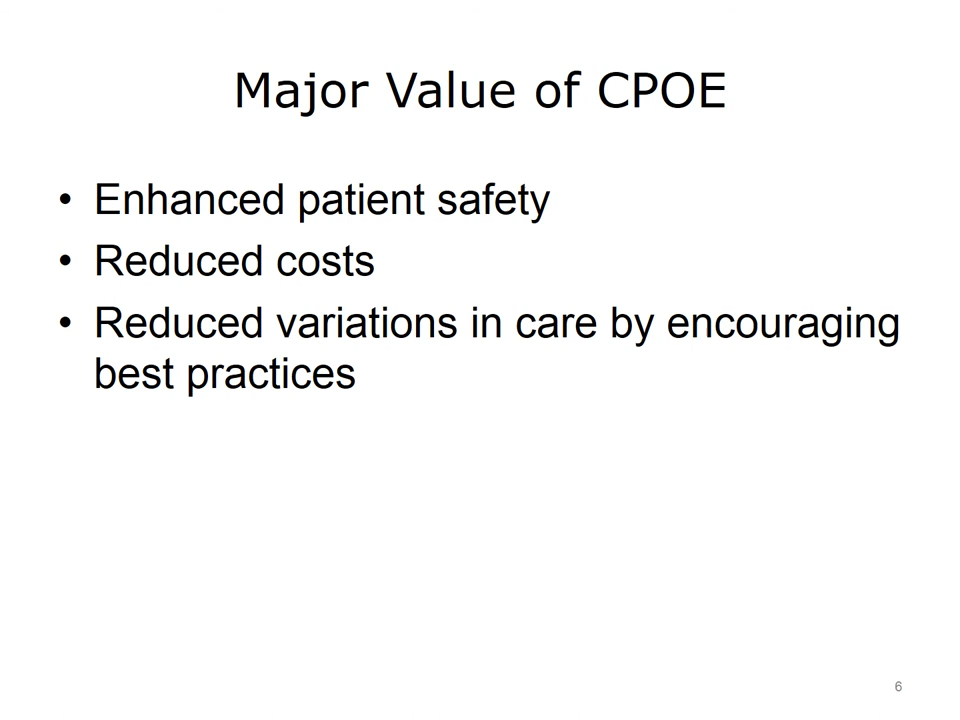 Major Value of CPOE
• Enhanced patient safety
• Reduced costs
• Reduced variations in care by encouraging
best practices
6